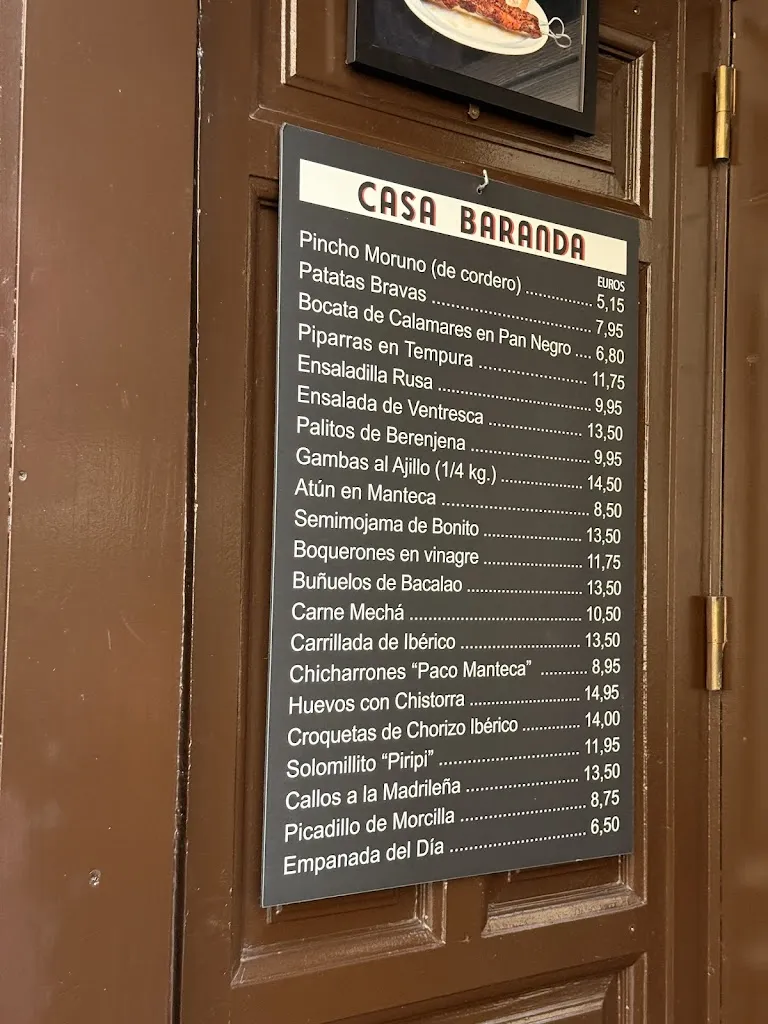 CASA BARANDA
EUROS
Pincho Moruno (de cordero) .............. 5,15
Patatas Bravas .................................. 7,95
Bocata de Calamares en Pan Negro .... 6,80
Piparras en Tempura ....................... 11,75
Ensaladilla Rusa ................................ 9,95
Ensalada de Ventresca .................... 13,50
Palitos de Berenjena ......................... 9,95
Gambas al Ajillo (1/4 kg.) ................. 14,50
Atún en Manteca ............................... 8,50
Semimojama de Bonito .................... 13,50
Boquerones en vinagre .................... 11,75
Buñuelos de Bacalao ....................... 13,50
Carne Mechá ................................... 10,50
Carrillada de Ibérico ......................... 13,50
Chicharrones “Paco Manteca” .......... 8,95
Huevos con Chistorra ...................... 14,95
Croquetas de Chorizo Ibérico ............ 14,00
Solomillito “Piripi” ............................. 11,95
Callos a la Madrileña ....................... 13,50
Picadillo de Morcilla .......................... 8,75
Empanada del Día ............................. 6,50